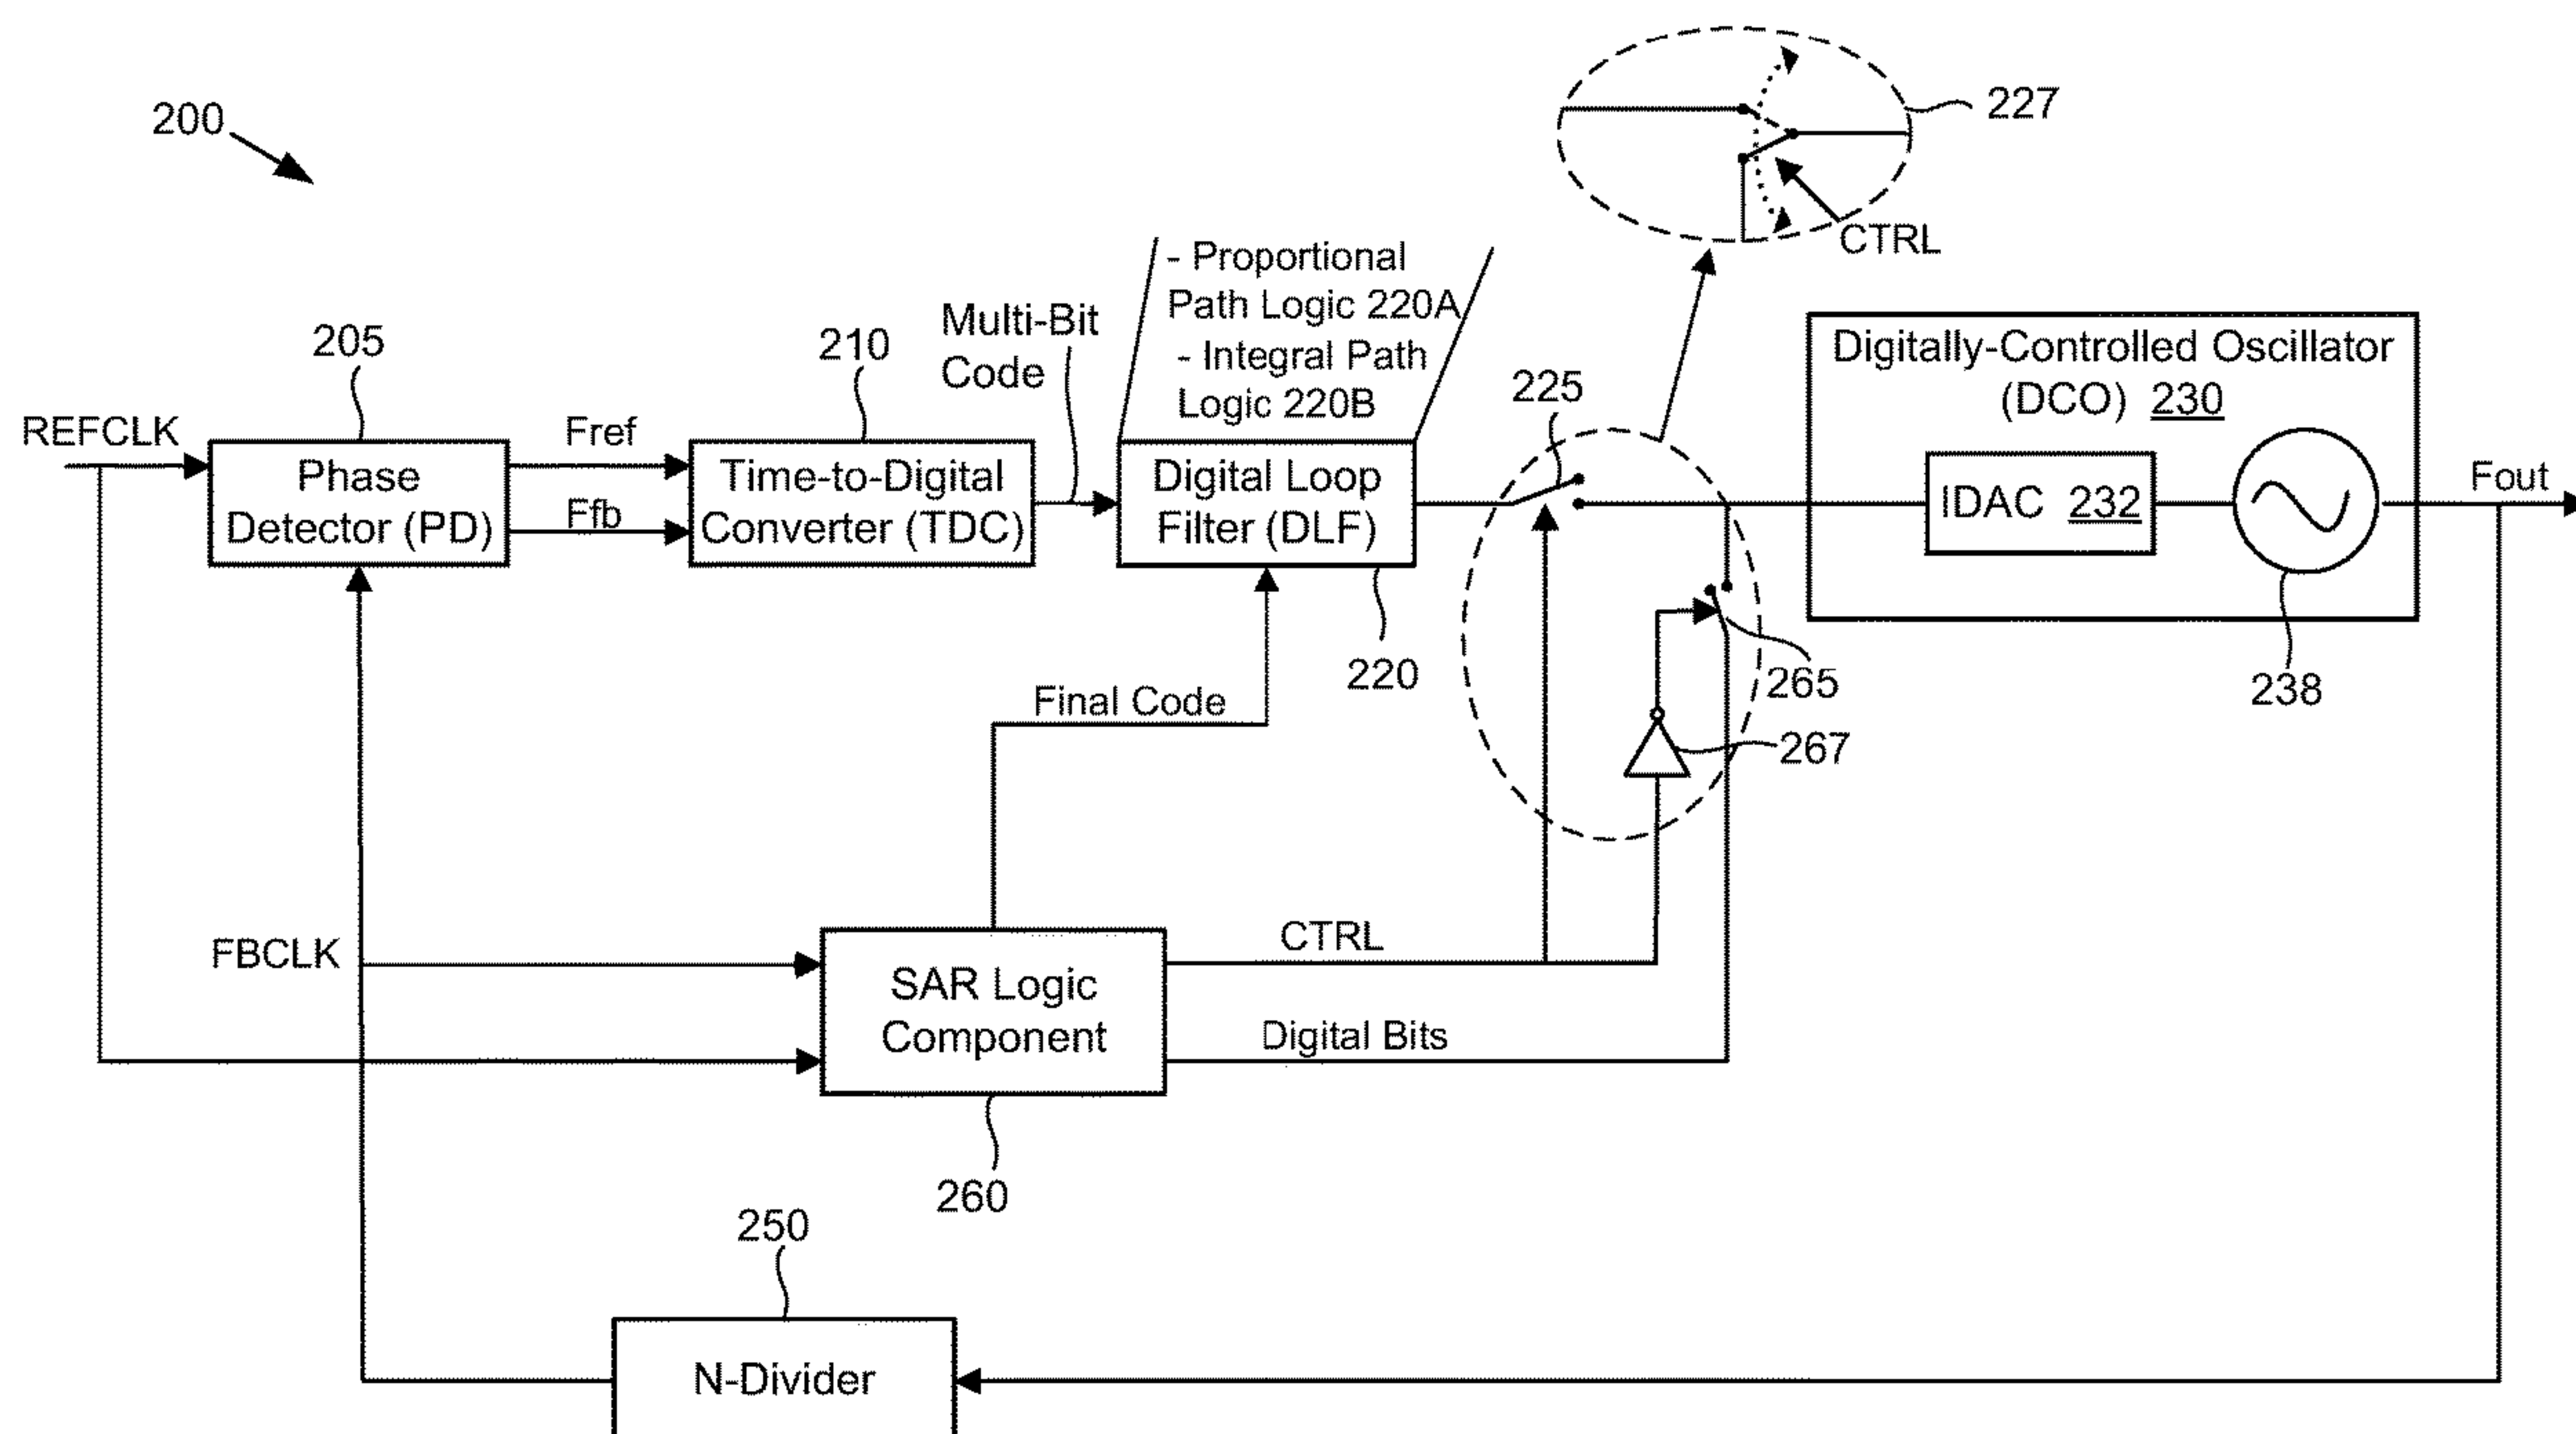 200
227
CTRL
- Proportional
Path Logic 220A
- Integral Path
Logic 220B
205
210
Multi-Bit
Code
225
Digitally-Controlled Oscillator
(DCO) 230
REFCLK
Phase
Detector (PD)
Fref
Ffb
Time-to-Digital
Converter (TDC)
Digital Loop
Filter (DLF)
IDAC 232
Fout
220
265
238
Final Code
267
FBCLK
SAR Logic
Component
CTRL
Digital Bits
260
250
N-Divider